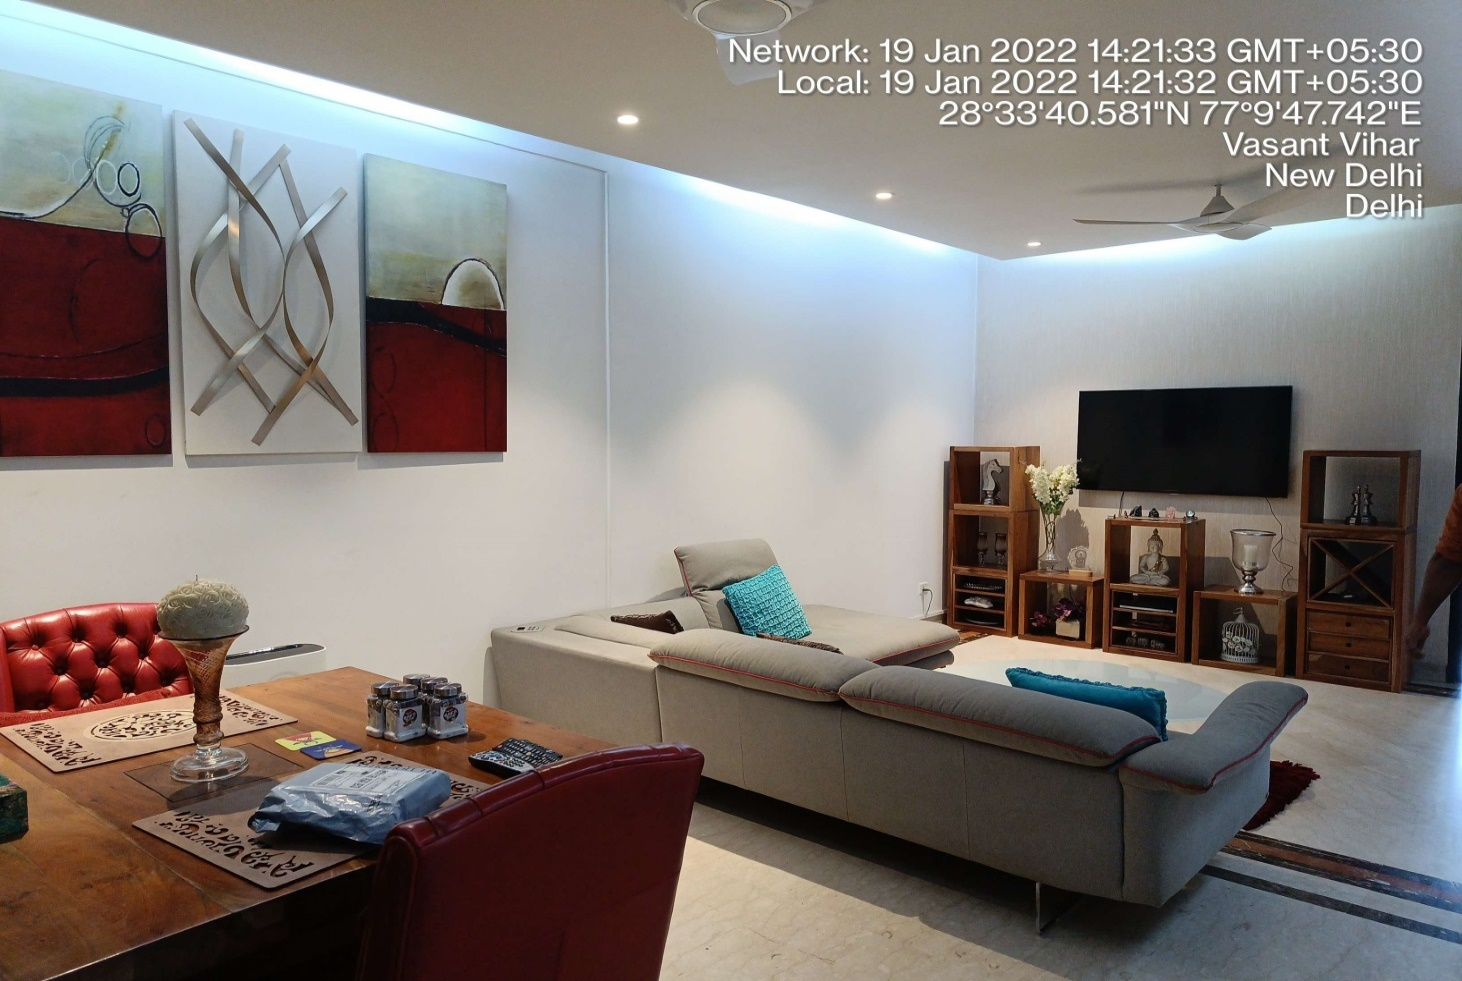 Network: 19 Jan 2022 14:21:33 GMT+05:30
Local: 19 Jan 2022 14:21:32 GMT+05:30
28°33'40.581"N 77°9'47.742"E
Vasant Vihar
New Delhi
Delhi